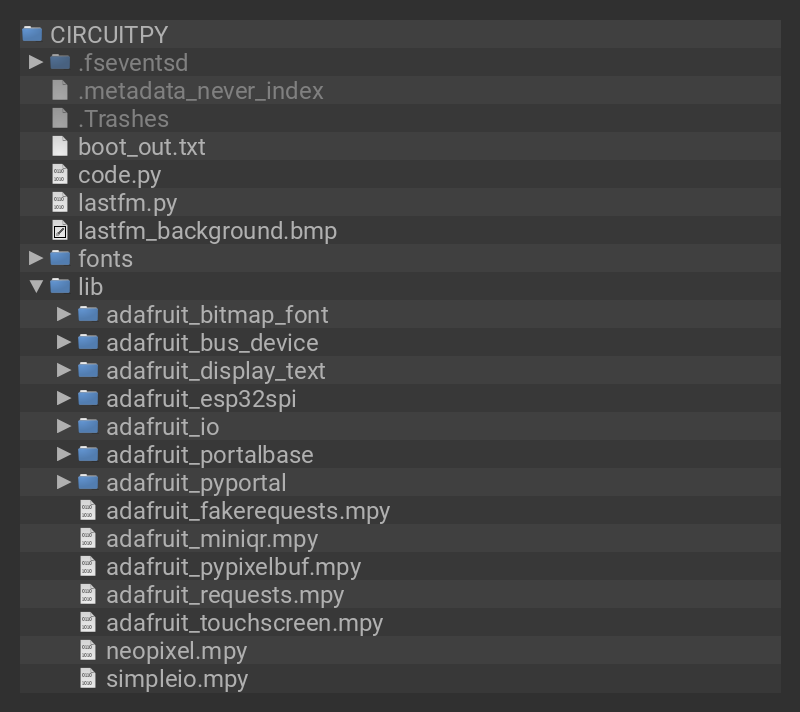 CIRCUITPY
.fseventsd
.metadata_never_index
.Trashes
boot_out.txt
code.py
lastfm.py
lastfm_background.bmp
fonts
lib
adafruit_bitmap_font
adafruit_bus_device
adafruit_display_text
adafruit_esp32spi
adafruit_io
adafruit_portalbase
adafruit_pyportal
adafruit_fakerequests.mpy
adafruit_miniqr.mpy
adafruit_pypixelbuf.mpy
adafruit_requests.mpy
adafruit_touchscreen.mpy
neopixel.mpy
simpleio.mpy